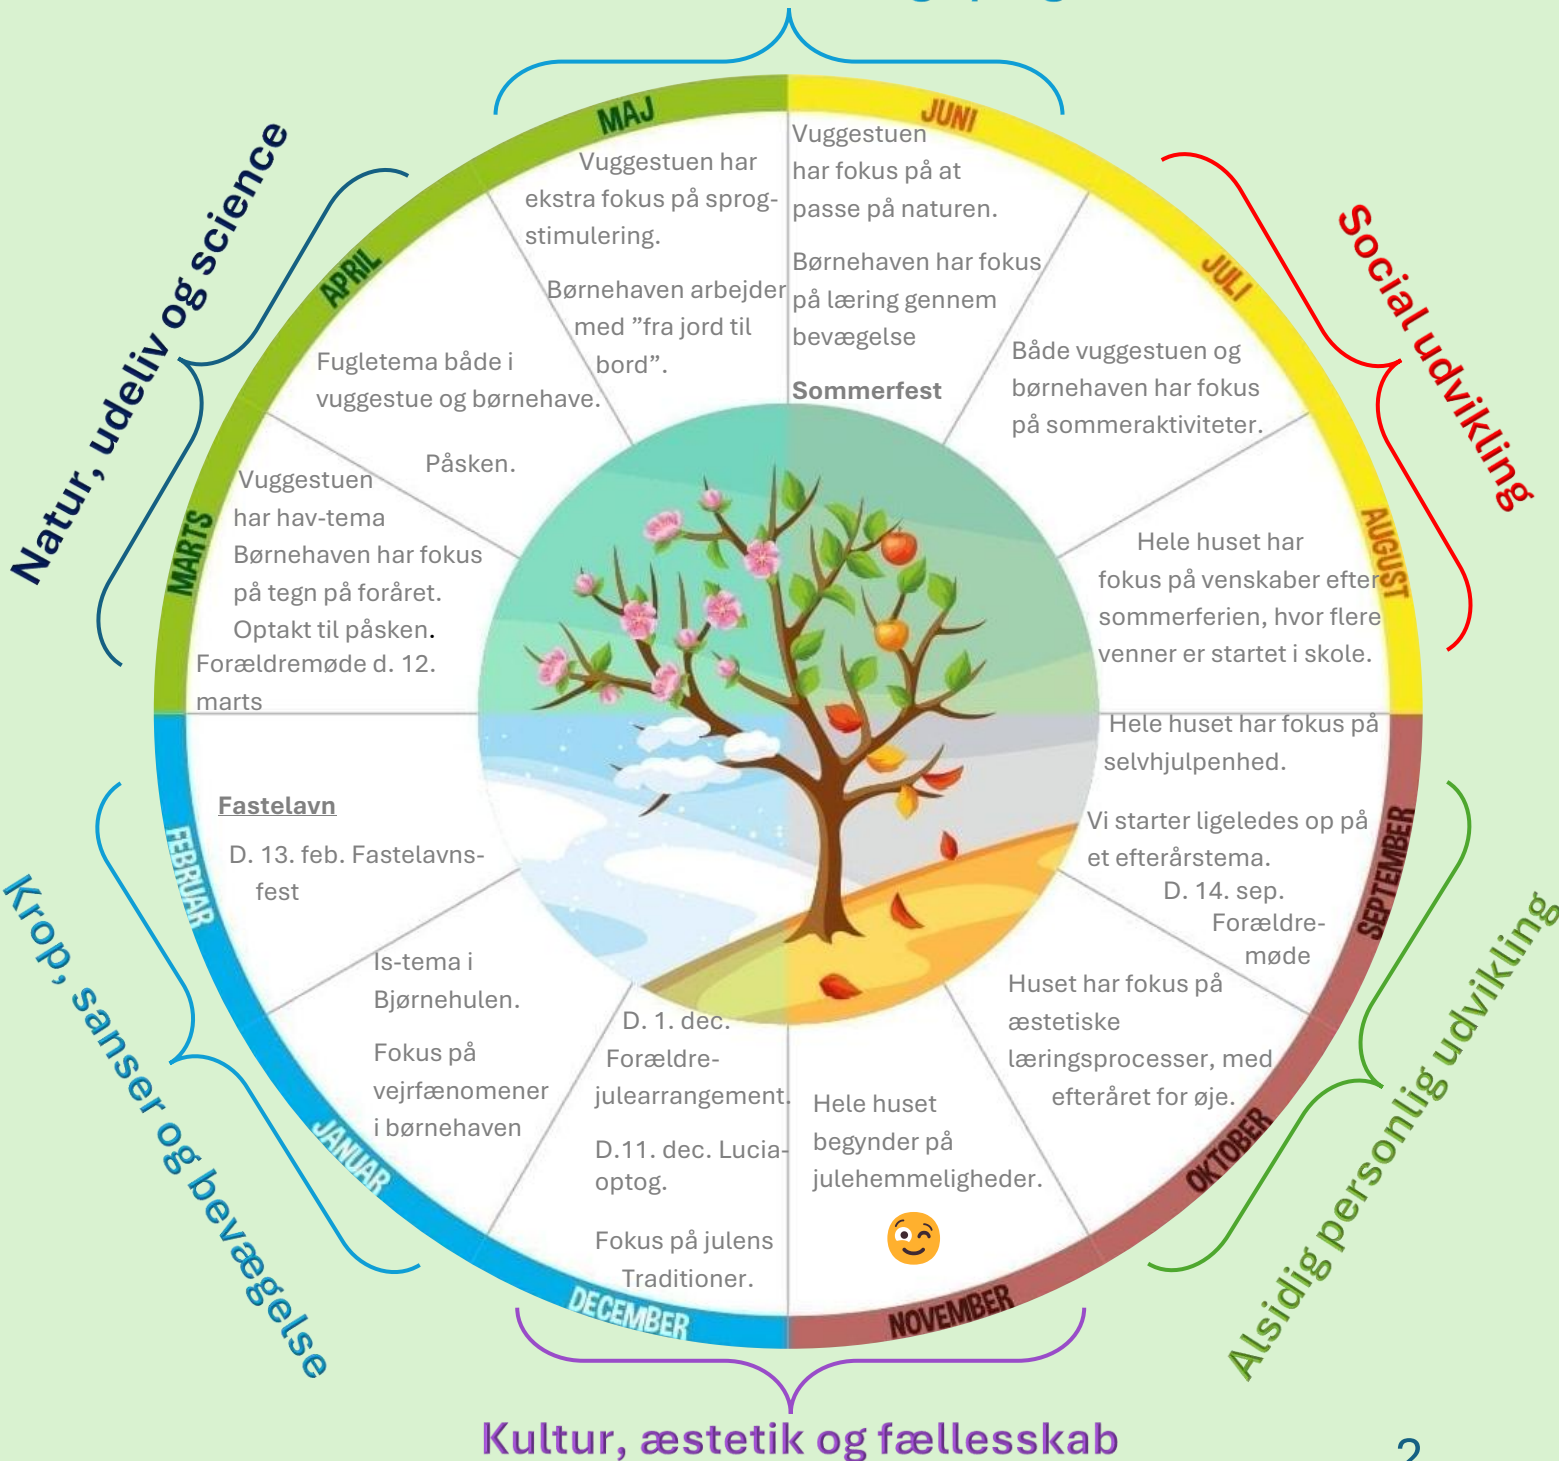 MAJ
Vuggestuen har
ekstra fokus på sprog-
stimulering.
Børnehaven arbejder
med ”fra jord til
bord”.
JUNI
Vuggestuen
har fokus på at
passe på naturen.
Børnehaven har fokus
på læring gennem
bevægelse
Sommerfest
JULI
Både vuggestuen og
børnehaven har fokus
på sommeraktiviteter.
AUGUST
Hele huset har
fokus på venskaber efter
sommerferien, hvor flere
venner er startet i skole.
Social udvikling
SEPTEMBER
Hele huset har fokus på
selvhjulpenhed.
Vi starter ligeledes op på
et efterårstema.
D. 14. sep.
Forældre-
møde
OKTOBER
Huset har fokus på
æstetiske
læringsprocesser, med
efteråret for øje.
Alsidig personlig udvikling
NOVEMBER
Hele huset
begynder på
julehemmeligheder.
DECEMBER
D. 1. dec.
Forældre-
julearrangement.
D.11. dec. Lucia-
optog.
Fokus på julens
Traditioner.
Kultur, æstetik og fællesskab
JANUAR
Is-tema i
Bjørnehulen.
Fokus på
vejrfænomener
i børnehaven
FEBRUAR
Fastelavn
D. 13. feb. Fastelavns-
fest
Krop, sanser og bevægelse
MARTS
Vuggestuen
har hav-tema
Børnehaven har fokus
på tegn på foråret.
Optakt til påsken.
Forældremøde d. 12.
marts
APRIL
Fugletema både i
vuggestue og børnehave.
Påsken.
Natur, udeliv og science
2